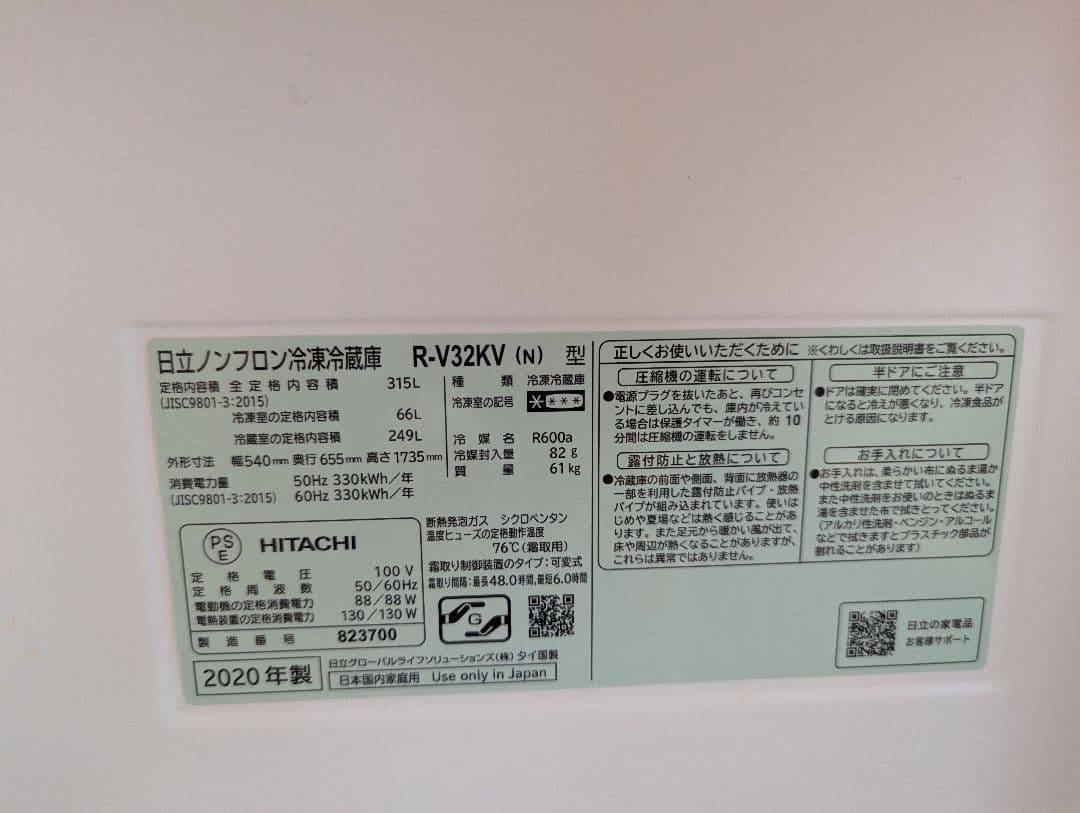 日立ノンフロン冷凍冷蔵庫 R-V32KV (N) 型
定格内容積 全定格内容積 315L
(JISC9801-3:2015)
冷凍室の定格内容積 66L
冷蔵室の定格内容積 249L
外形寸法 幅540mm 奥行655mm 高さ1735mm
消費電力量 50Hz 330kWh/年
(JISC9801-3:2015) 60Hz 330kWh/年
種類 冷凍冷蔵庫
冷凍室の記号 ****
冷媒名 R600a
冷媒封入量 82g
質量 61kg
PS
E
HITACHI
定格電圧 100V
定格周波数 50/60Hz
電動機の定格消費電力 88/88W
電熱装置の定格消費電力 130/130W
製造番号 823700
断熱発泡ガス シクロペンタン
温度ヒューズの定格動作温度
76℃(霜取用)
霜取り制御装置のタイプ:可変式
霜取り間隔:最長48.0時間,最短6.0時間
G
2020年製
日立グローバルライフソリューションズ(株) タイ国製
日本国内家庭用 Use only in Japan
正しくお使いいただくために ※くわしくは取扱説明書をご覧ください。
圧縮機の運転について
●電源プラグを抜いたあと、再びコンセ
ントに差し込んでも、庫内が冷えてい
る場合は保護タイマーが働き、約10
分間は圧縮機の運転をしません。
露付防止と放熱について
●冷蔵庫の前面や側面、背面に放熱器の
一部を利用した露付防止パイプ・放熱
パイプが組み込まれています。使いは
じめや夏場などは熱く感じることがあ
ります。また足元から暖かい風が出て、
床や周辺が熱くなることがありますが、
これらは異常ではありません。
半ドアにご注意
●ドアは確実に閉めてください。半ドア
になると冷えが悪くなり、冷凍食品が
とける原因になります。
お手入れについて
●お手入れは、柔らかい布にぬるま湯か
中性洗剤を含ませて拭いてください。
また中性洗剤をお使いのときはぬるま
湯を含ませた布で拭きとってください。
(アルカリ性洗剤・ベンジン・アルコール
などで拭きますとプラスチック部品が
割れることがあります)
日立の家電品
お客様サポート